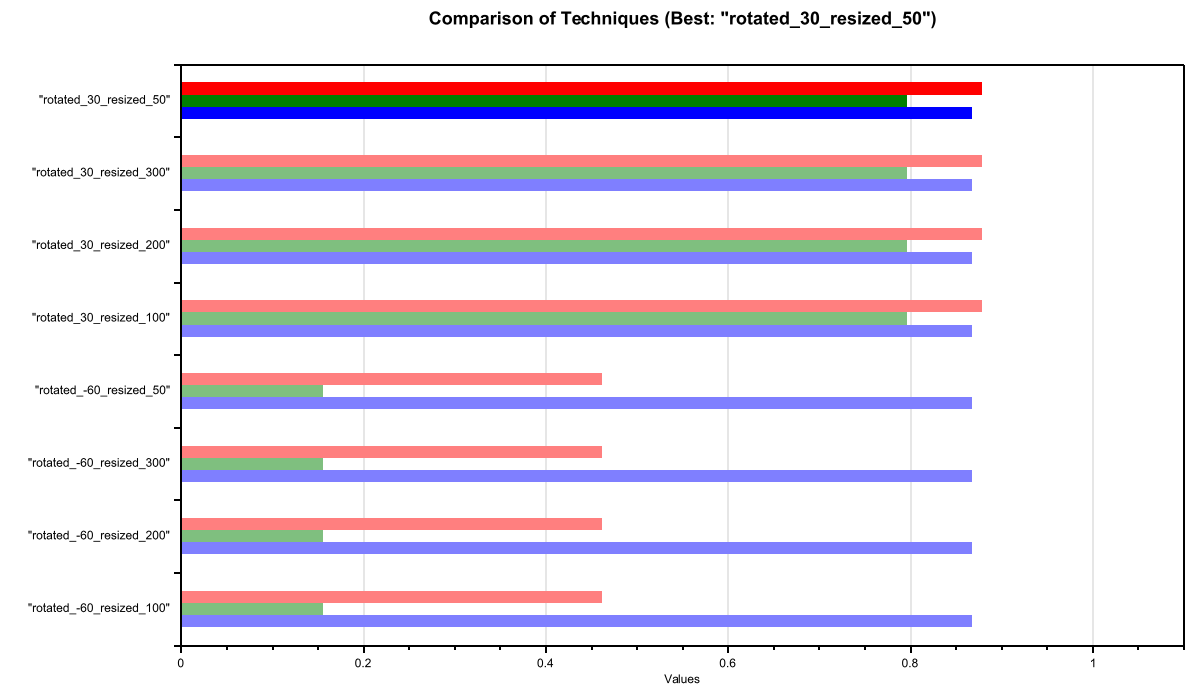 Comparison of Techniques (Best: "rotated_30_resized_50")
"rotated_30_resized_50"
"rotated_30_resized_300"
"rotated_30_resized_200"
"rotated_30_resized_100"
"rotated_-60_resized_50"
"rotated_-60_resized_300"
"rotated_-60_resized_200"
"rotated_-60_resized_100"
0 0.2 0.4 0.6 0.8 1
Values